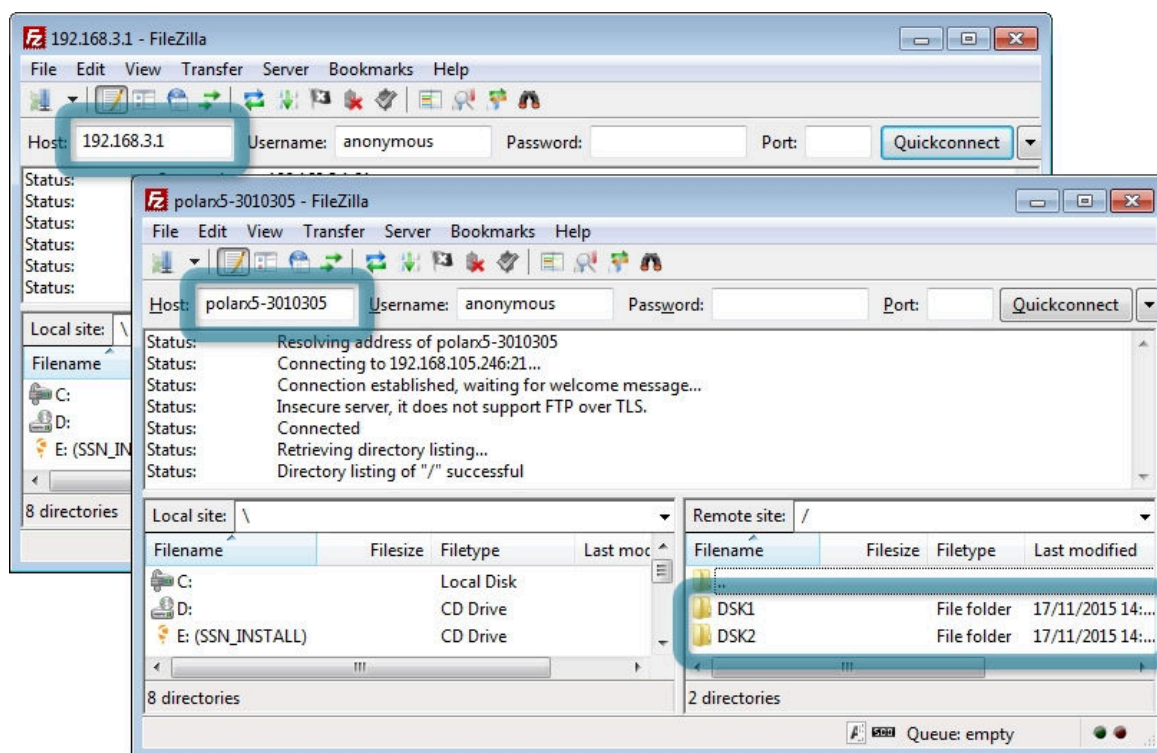 192.168.3.1 - FileZilla
File Edit View Transfer Server Bookmarks Help
Host: 192.168.3.1 Username: anonymous Password: Port: Quickconnect
Status:
Status:
Status:
Status:
Status:
Status:
Local site: \
Filename
C:
D:
E: (SSN_IN
8 directories
polarx5-3010305 - FileZilla
File Edit View Transfer Server Bookmarks Help
Host: polarx5-3010305 Username: anonymous Password: Port: Quickconnect
Status: Resolving address of polarx5-3010305
Status: Connecting to 192.168.105.246:21...
Status: Connection established, waiting for welcome message...
Status: Insecure server, it does not support FTP over TLS.
Status: Connected
Status: Retrieving directory listing...
Status: Directory listing of "/" successful
Local site: \
Filename Filesize Filetype Last moc
C: Local Disk
D: CD Drive
E: (SSN_INSTALL) CD Drive
8 directories
Remote site: /
Filename Filesize Filetype Last modified
..
DSK1 File folder 17/11/2015 14:...
DSK2 File folder 17/11/2015 14:...
2 directories
Queue: empty